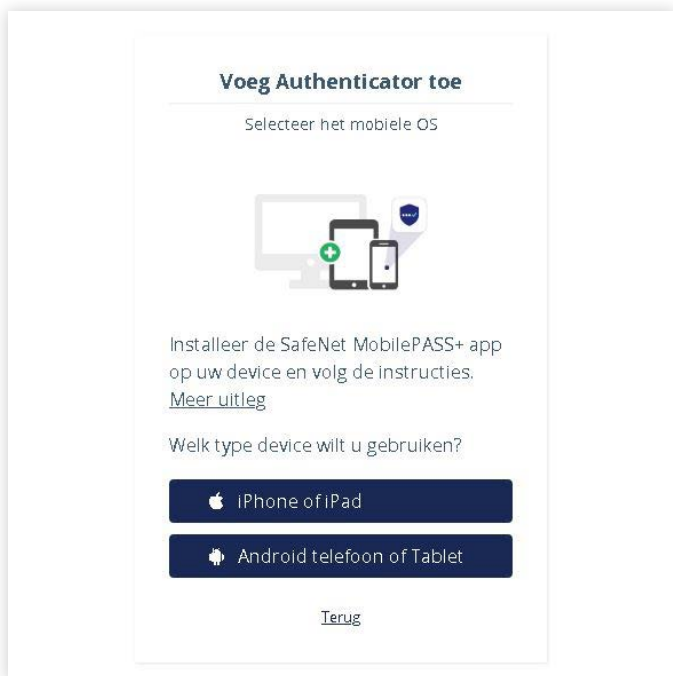 Voeg Authenticator toe
Selecteer het mobiele OS
Installeer de SafeNet MobilePASS+ app
op uw device en volg de instructies.
Meer uitleg
Welk type device wilt u gebruiken?
iPhone of iPad
Android telefoon of Tablet
Terug